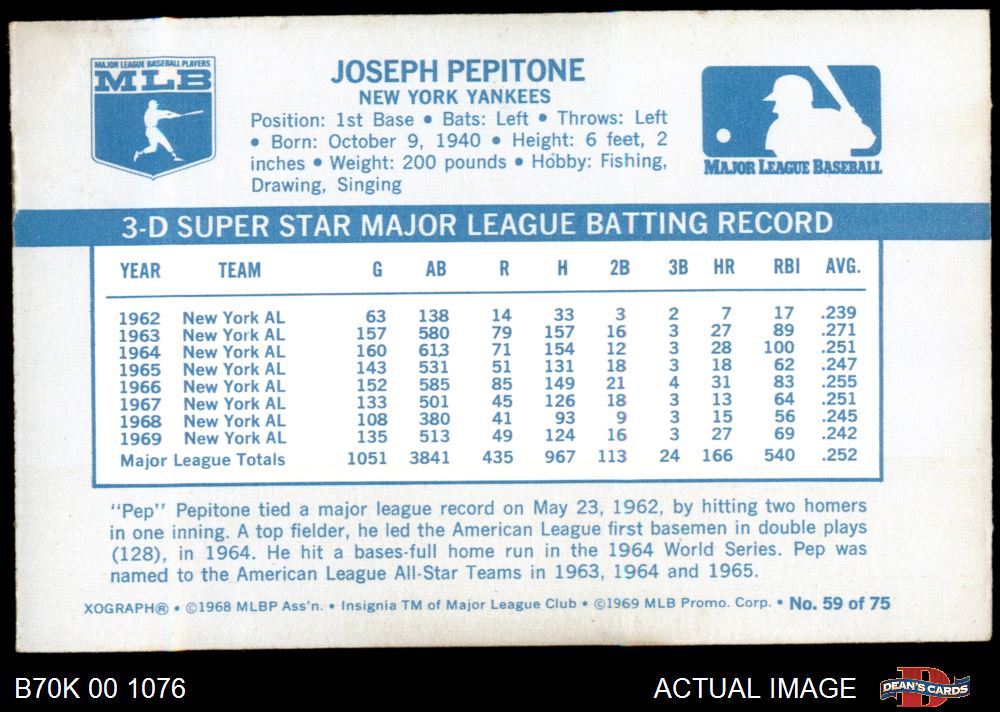 MAJOR LEAGUE BASEBALL PLAYERS
MLB
JOSEPH PEPITONE
NEW YORK YANKEES
Position: 1st Base • Bats: Left • Throws: Left
• Born: October 9, 1940 • Height: 6 feet, 2
inches • Weight: 200 pounds • Hobby: Fishing,
Drawing, Singing
MAJOR LEAGUE BASEBALL
3-D SUPER STAR MAJOR LEAGUE BATTING RECORD
YEAR TEAM G AB R H 2B 3B HR RBI AVG.
1962 New York AL 63 138 14 33 3 2 7 17 .239
1963 New York AL 157 580 79 157 16 3 27 89 .271
1964 New York AL 160 613 71 154 12 3 28 100 .251
1965 New York AL 143 531 51 131 18 3 18 62 .247
1966 New York AL 152 585 85 149 21 4 31 83 .255
1967 New York AL 133 501 45 126 18 3 13 64 .251
1968 New York AL 108 380 41 93 9 3 15 56 .245
1969 New York AL 135 513 49 124 16 3 27 69 .242
Major League Totals 1051 3841 435 967 113 24 166 540 .252
"Pep" Pepitone tied a major league record on May 23, 1962, by hitting two homers
in one inning. A top fielder, he led the American League first basemen in double plays
(128), in 1964. He hit a bases-full home run in the 1964 World Series. Pep was
named to the American League All-Star Teams in 1963, 1964 and 1965.
XOGRAPH® • ©1968 MLBP Ass'n. • Insignia TM of Major League Club • ©1969 MLB Promo. Corp. • No. 59 of 75
B70K 00 1076
ACTUAL IMAGE
D
DEAN'S CARDS